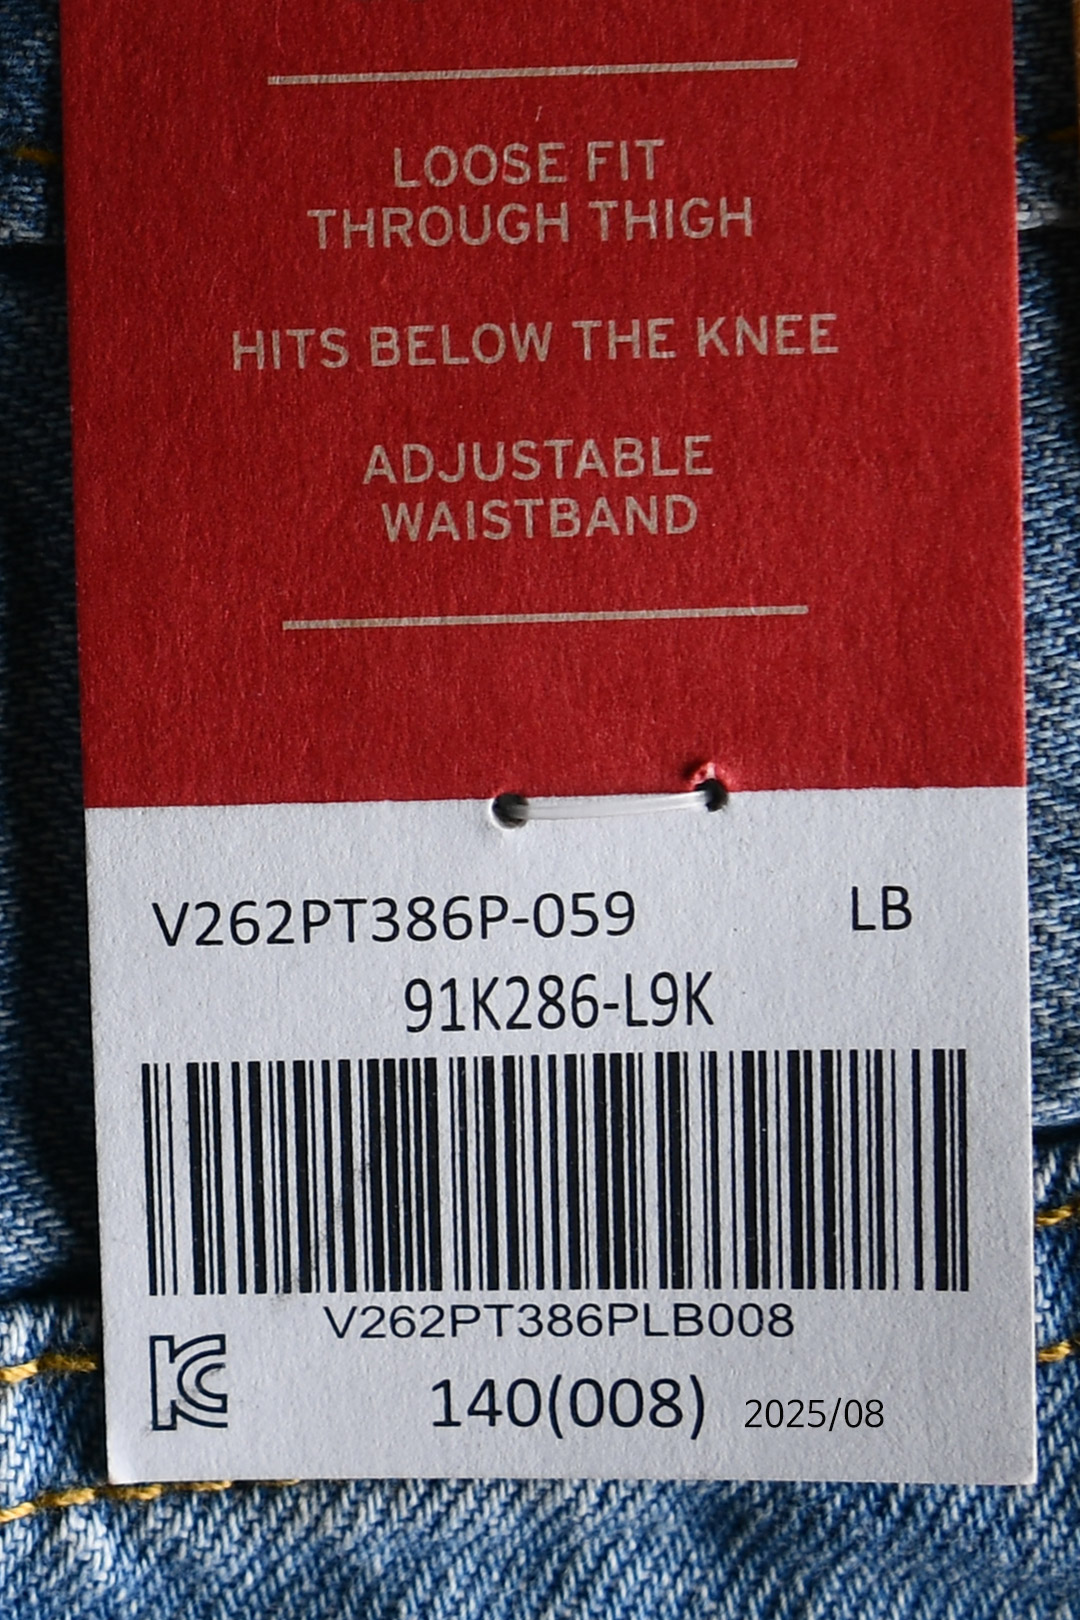 LOOSE FIT
THROUGH THIGH
HITS BELOW THE KNEE
ADJUSTABLE
WAISTBAND
V262PT386P-059 LB
91K286-L9K
V262PT386PLB008
KC
140(008) 2025/08